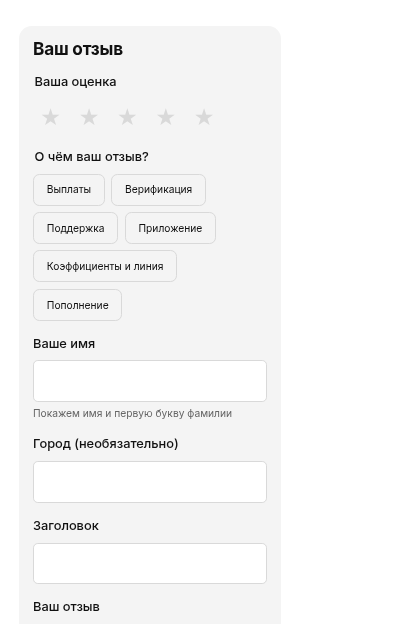 Ваш отзыв
Ваша оценка
О чём ваш отзыв?
Выплаты Верификация
Поддержка Приложение
Коэффициенты и линия
Пополнение
Ваше имя
Покажем имя и первую букву фамилии
Город (необязательно)
Заголовок
Ваш отзыв